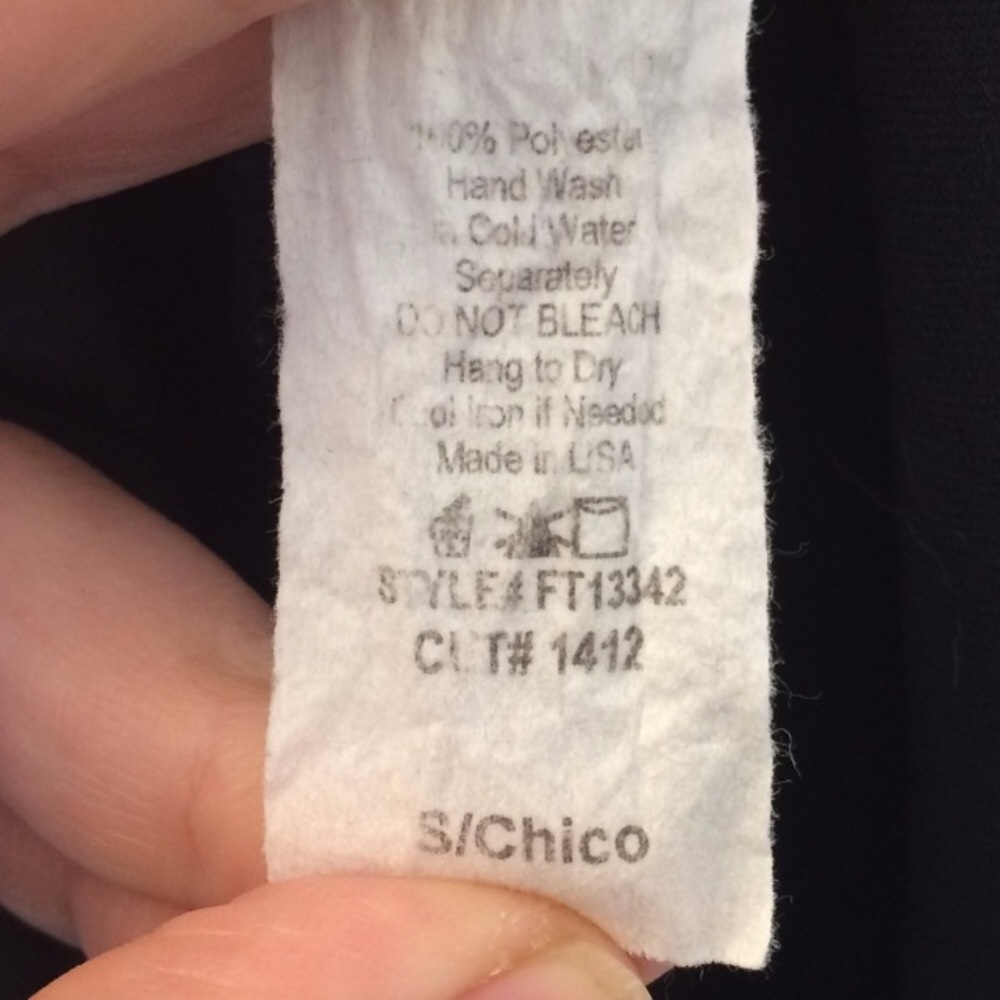 100% Polyester
Hand Wash
in Cold Water
Separately
DO NOT BLEACH
Hang to Dry
Cool Iron if Needed
Made in USA
STYLE# FT13342
CUT# 1412
S/Chico